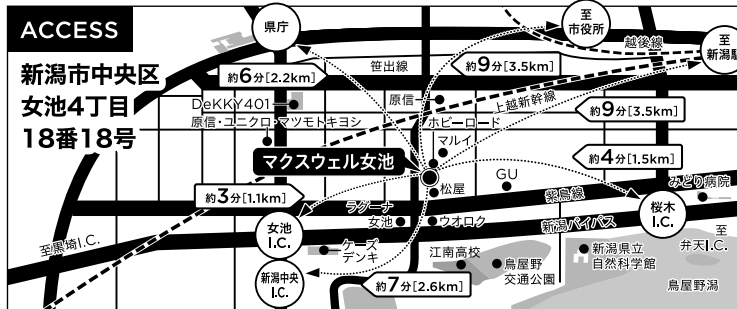 ACCESS
新潟市中央区
女池4丁目
18番18号
県庁
至
市役所
越後線
至
新潟駅
笹出線
約6分[2.2km]
約9分[3.5km]
DeKKY401
原信
上越新幹線
約9分[3.5km]
原信・ユニクロ・マツモトキヨシ
ホビーロード
マルイ
マクスウェル女池
約4分[1.5km]
松屋
GU
紫鳥線
みどり病院
約3分[1.1km]
ラグーナ
女池
ウオロク
新潟バイパス
桜木
I.C.
至黒埼I.C.
女池
I.C.
ケーズ
デンキ
江南高校
鳥屋野
交通公園
新潟県立
自然科学館
至
弁天I.C.
新潟中央
I.C.
約7分[2.6km]
鳥屋野潟